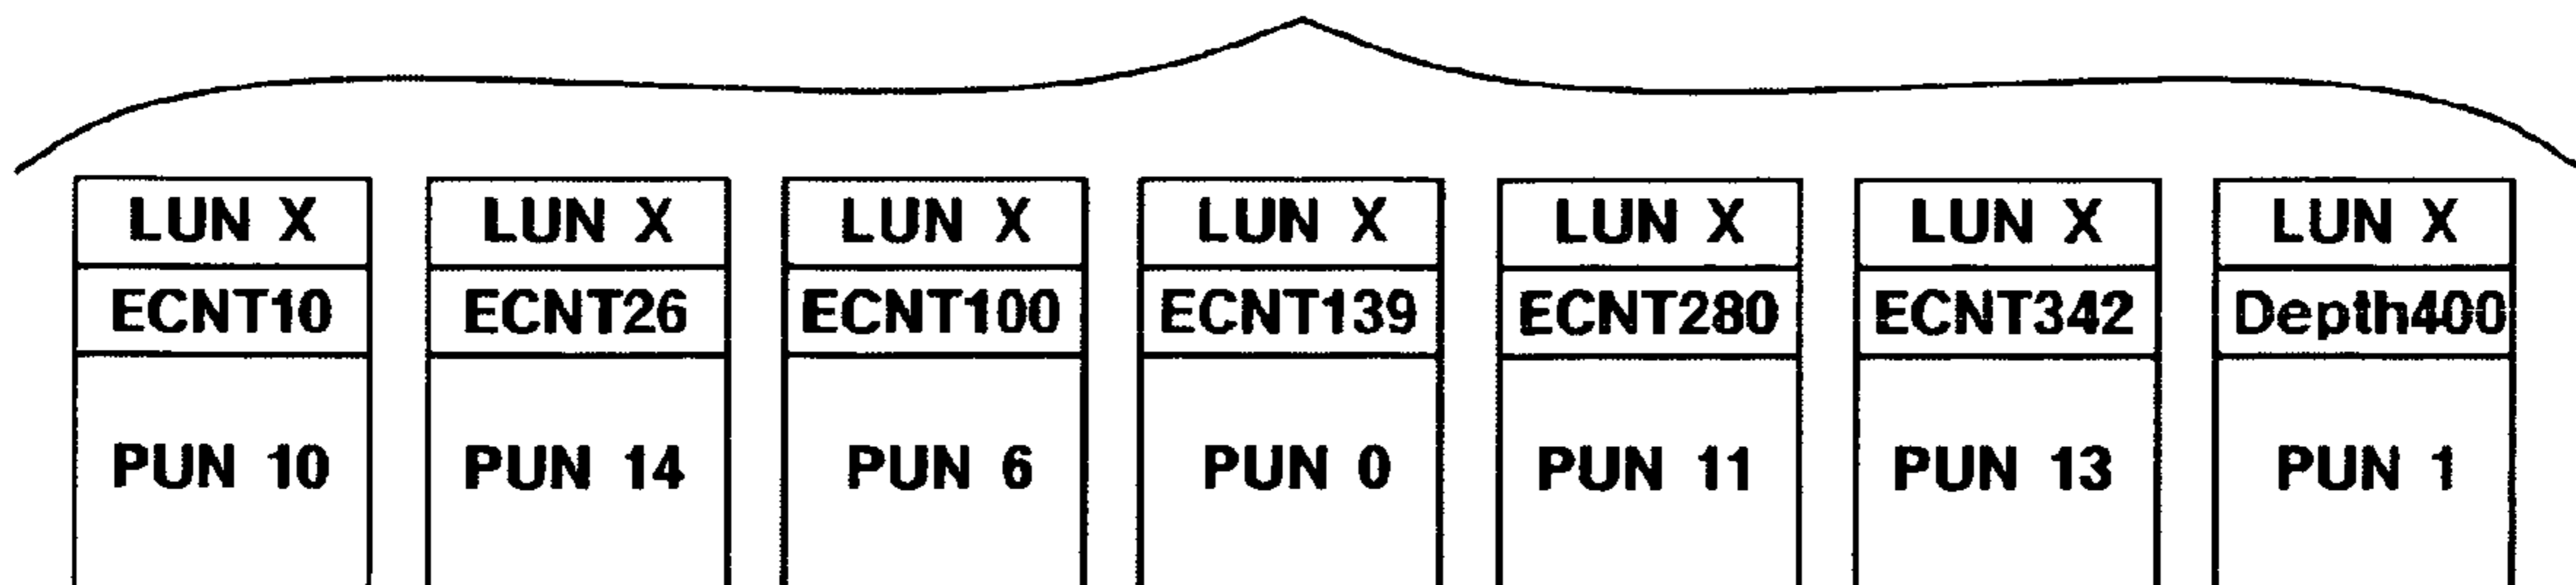 LUN X LUN X LUN X LUN X LUN X LUN X LUN X
ECNT10 ECNT26 ECNT100 ECNT139 ECNT280 ECNT342 Depth400
PUN 10 PUN 14 PUN 6 PUN 0 PUN 11 PUN 13 PUN 1